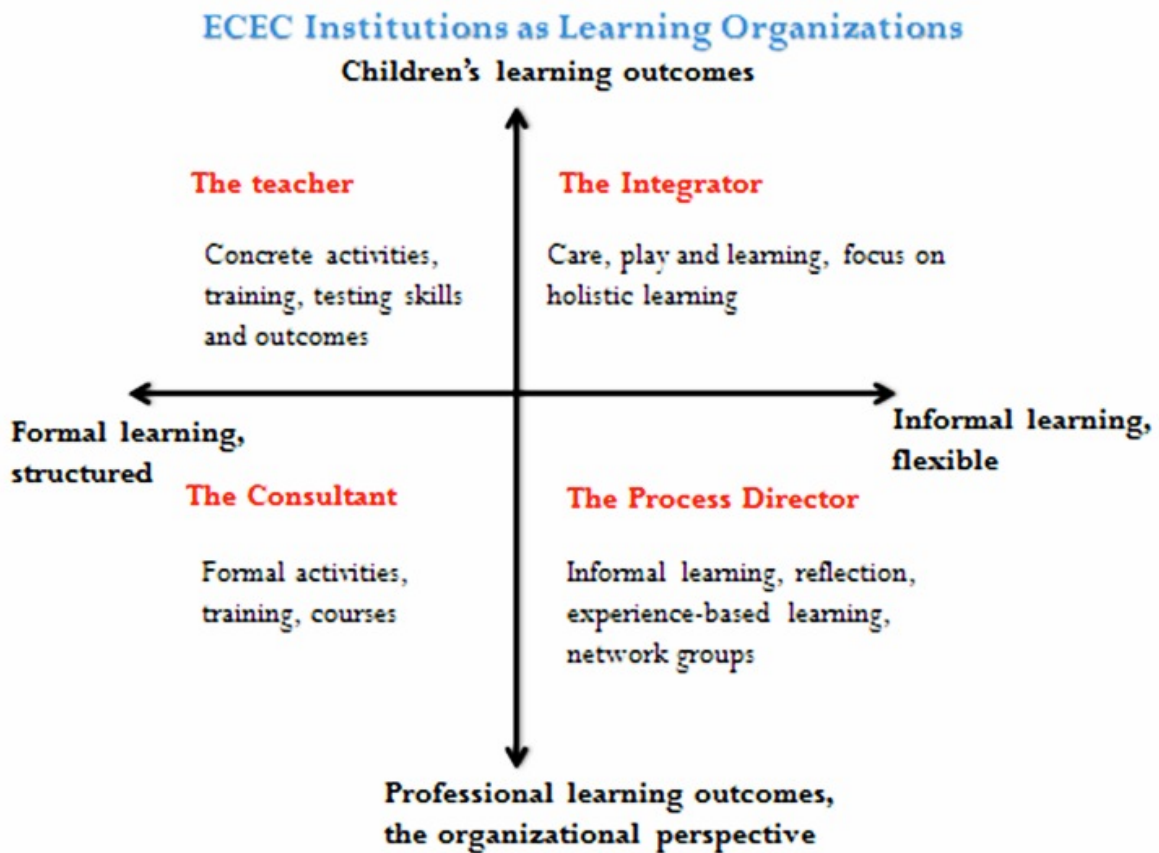 ECEC Institutions as Learning Organizations
Children's learning outcomes
The teacher
Concrete activities,
training, testing skills
and outcomes
The Integrator
Care, play and learning, focus on
holistic learning
Formal learning,
structured
Informal learning,
flexible
The Consultant
Formal activities,
training, courses
The Process Director
Informal learning, reflection,
experience-based learning,
network groups
Professional learning outcomes,
the organizational perspective